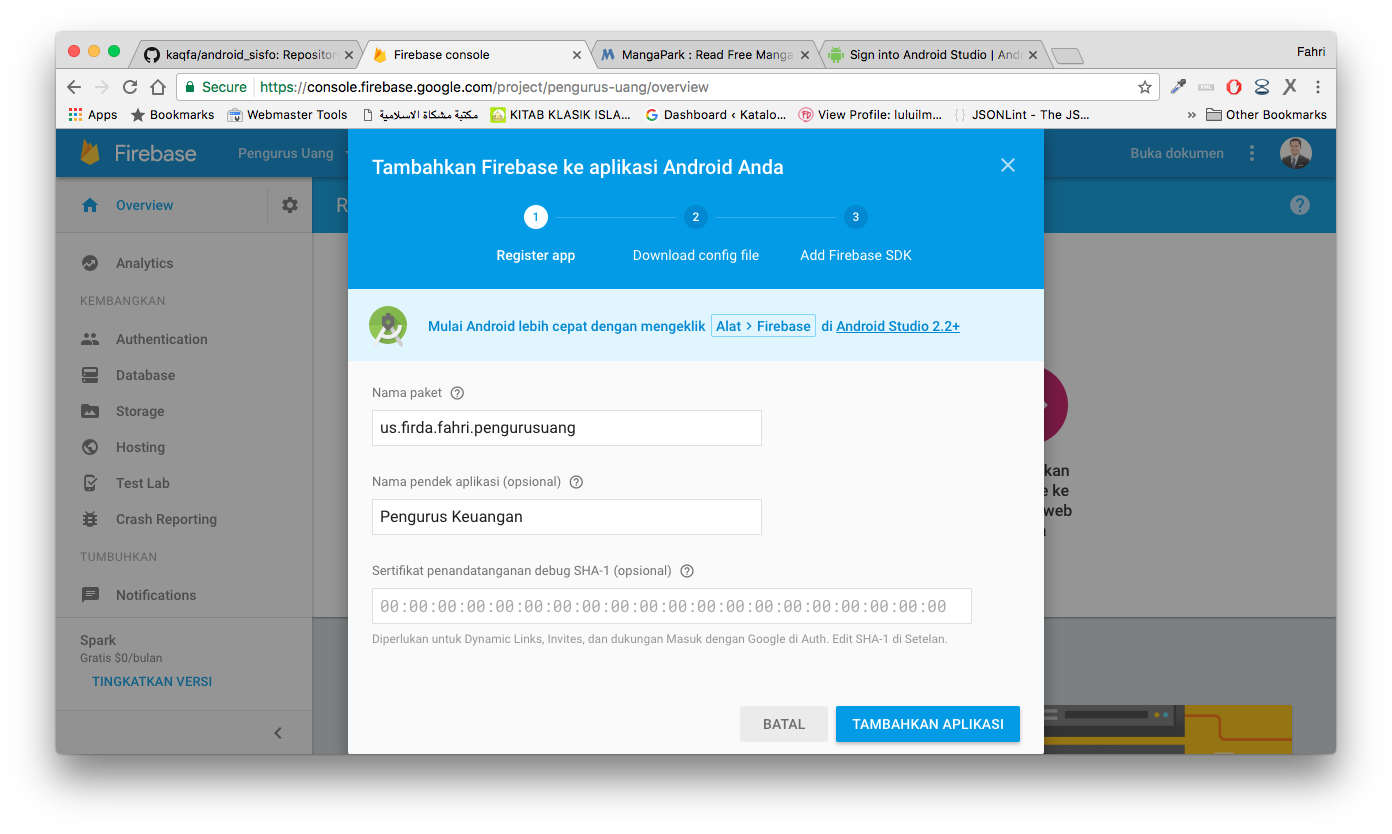 kaqfa/android_sisfo: Repository
Firebase console
MangaPark : Read Free Manga
Sign into Android Studio | And
Fahri
Secure
https://console.firebase.google.com/project/pengurus-uang/overview
Apps
Bookmarks
Webmaster Tools
مكتبة مشكاة الاسلامية
KITAB KLASIK ISLA...
Dashboard ‹ Katalo...
View Profile: luluilm...
JSONLint - The JS...
»
Other Bookmarks
Firebase
Pengurus Uang
Buka dokumen
Overview
R
Analytics
KEMBANGKAN
Authentication
Database
Storage
Hosting
Test Lab
Crash Reporting
TUMBUHKAN
Notifications
Spark
Gratis $0/bulan
TINGKATKAN VERSI
Tambahkan Firebase ke aplikasi Android Anda
1
2
3
Register app
Download config file
Add Firebase SDK
Mulai Android lebih cepat dengan mengeklik Alat > Firebase di Android Studio 2.2+
Nama paket
us.firda.fahri.pengurusuang
Nama pendek aplikasi (opsional)
Pengurus Keuangan
Sertifikat penandatanganan debug SHA-1 (opsional)
00:00:00:00:00:00:00:00:00:00:00:00:00:00:00:00:00:00:00:00
Diperlukan untuk Dynamic Links, Invites, dan dukungan Masuk dengan Google di Auth. Edit SHA-1 di Setelan.
BATAL
TAMBAHKAN APLIKASI
kan
e ke
web